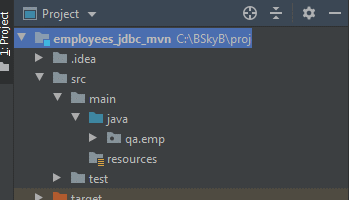 Project
1: Project
employees_jdbc_mvn C:\BSkyB\proj
.idea
src
main
java
qa.emp
resources
test
target